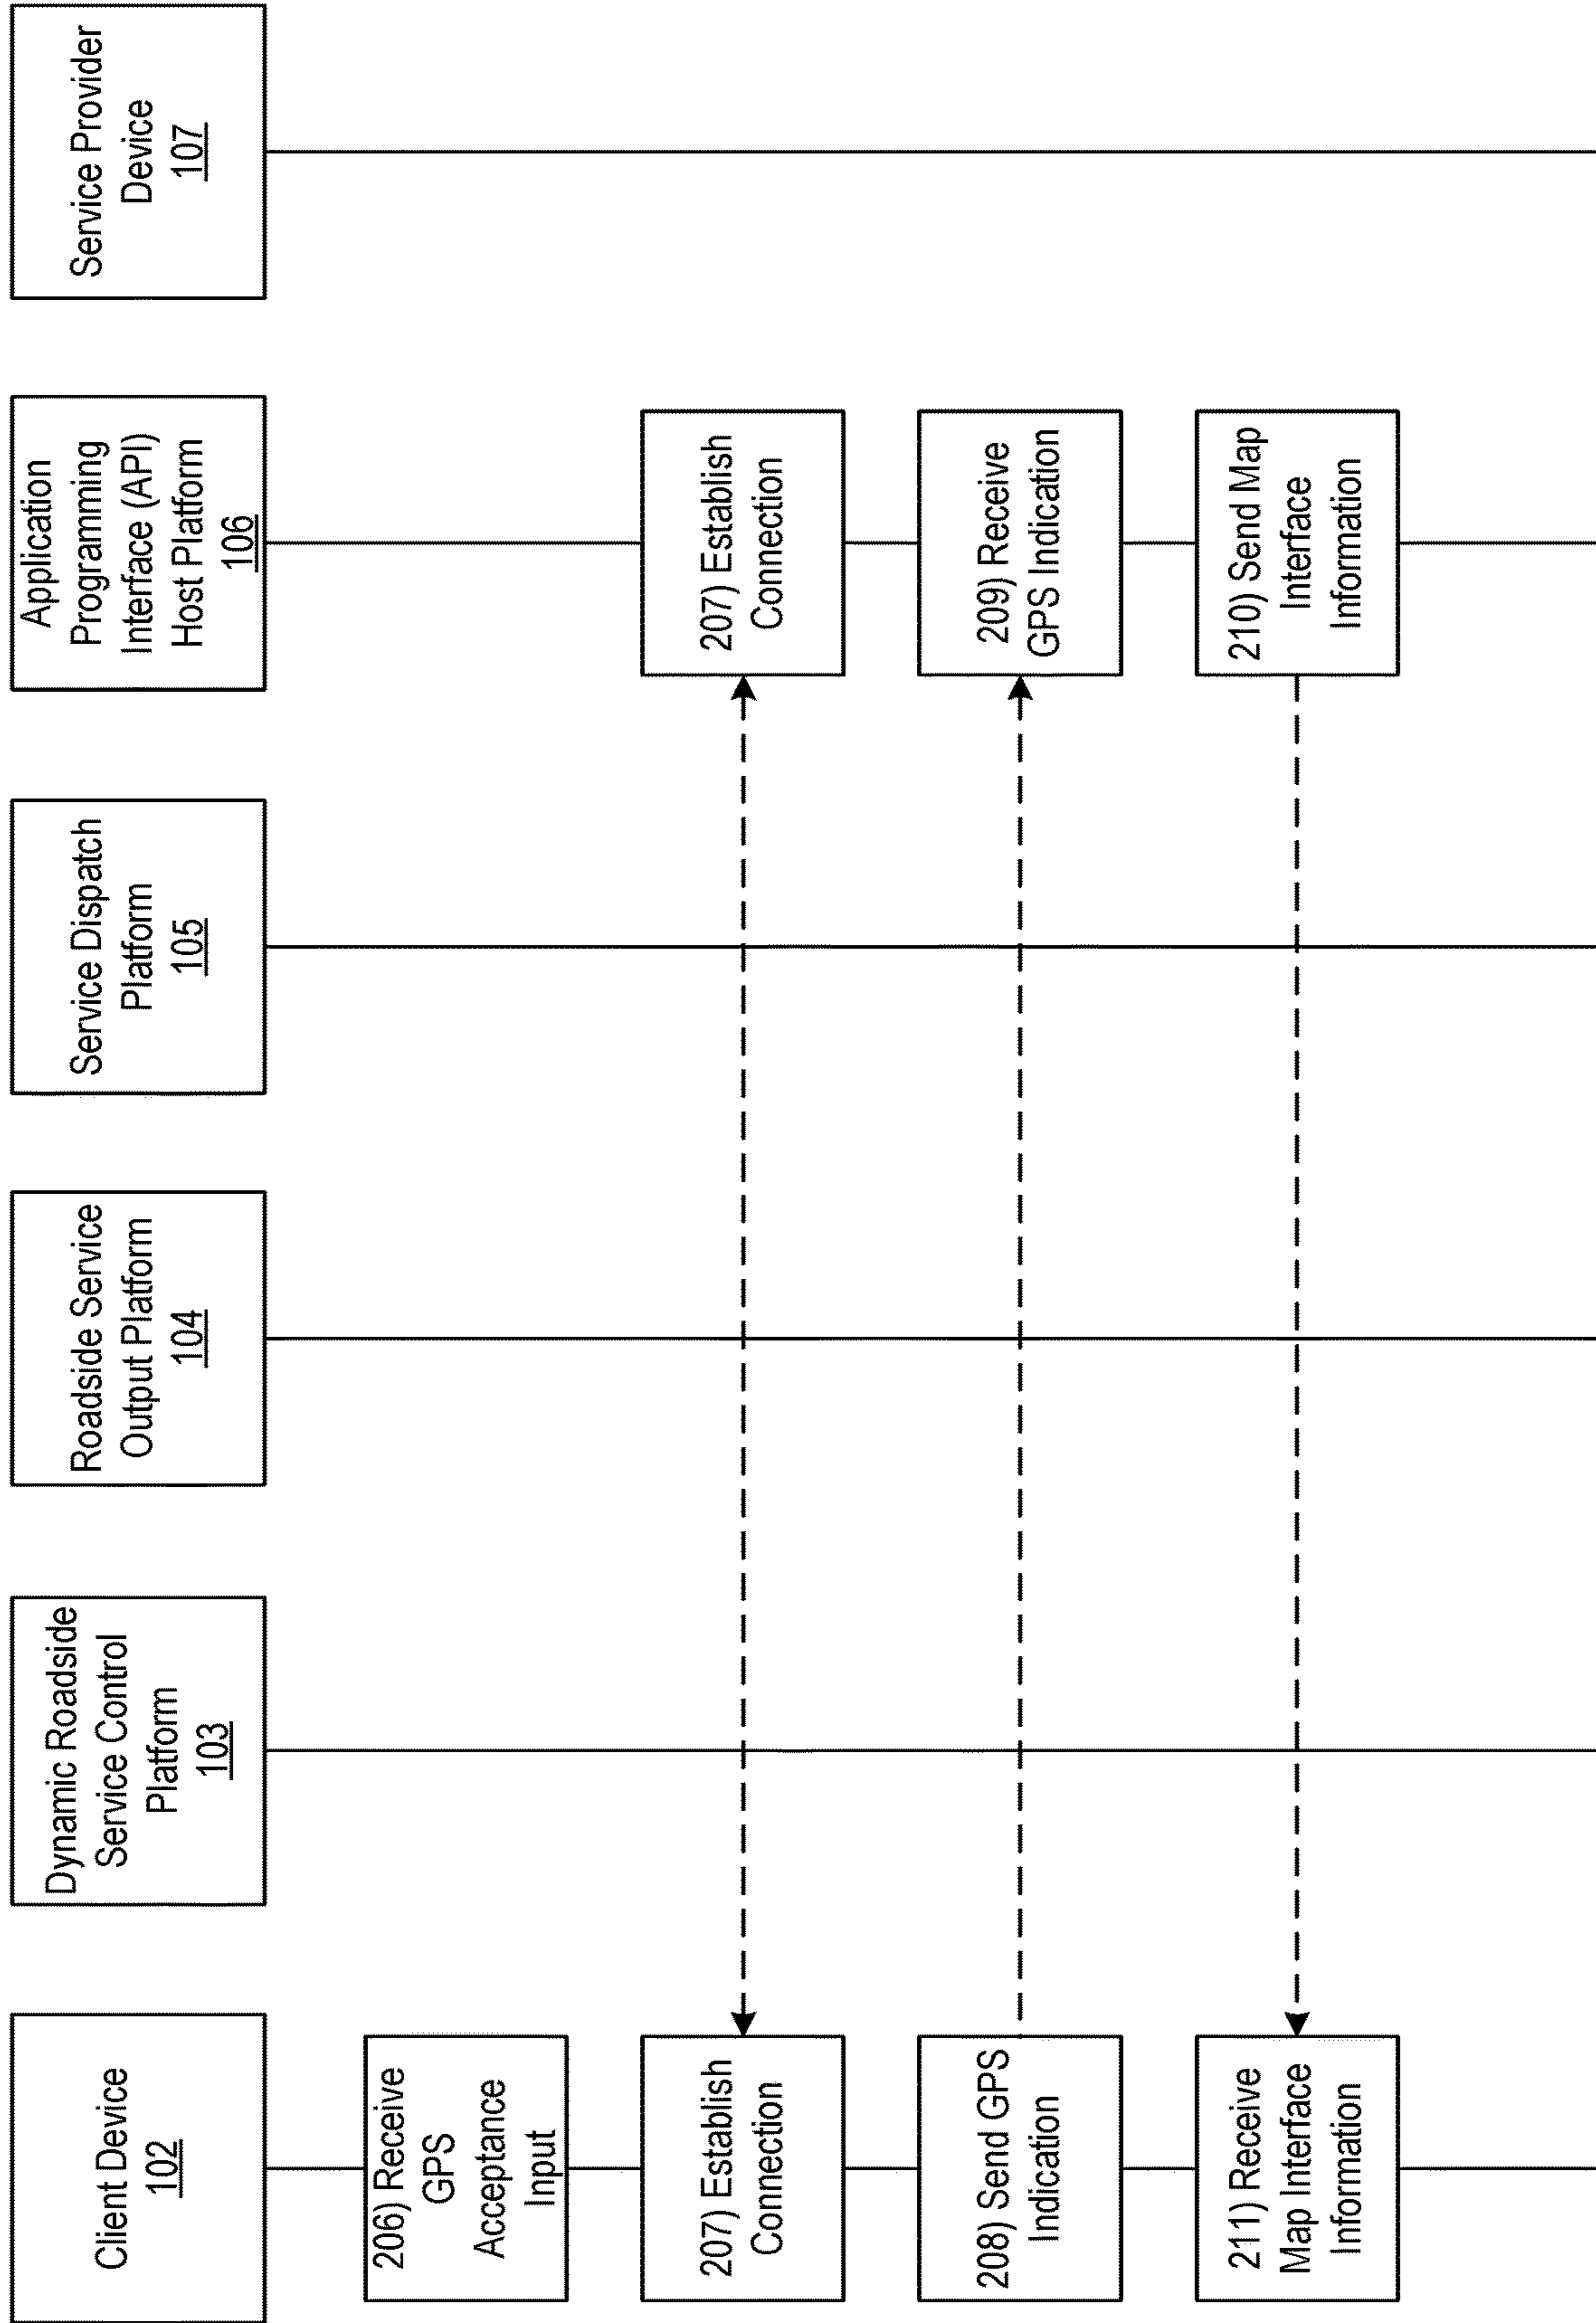 Client Device
102
Dynamic Roadside
Service Control
Platform
103
Roadside Service
Output Platform
104
Service Dispatch
Platform
105
Application
Programming
Interface (API)
Host Platform
106
Service Provider
Device
107
206) Receive
GPS
Acceptance
Input
207) Establish
Connection
207) Establish
Connection
208) Send GPS
Indication
209) Receive
GPS Indication
211) Receive
Map Interface
Information
210) Send Map
Interface
Information